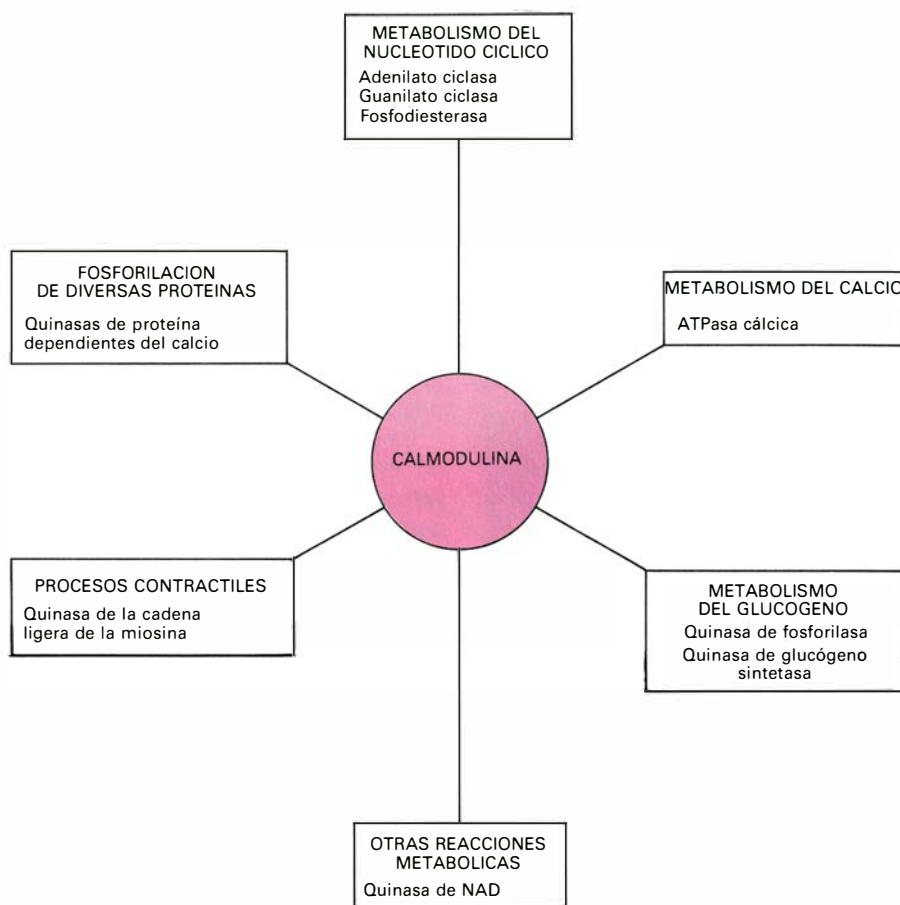 METABOLISMO DEL
NUCLEOTIDO CICLICO
Adenilato ciclasa
Guanilato ciclasa
Fosfodiesterasa
FOSFORILACION
DE DIVERSAS PROTEINAS
Quinasas de proteína
dependientes del calcio
METABOLISMO DEL CALCIO
ATPasa cálcica
CALMODULINA
PROCESOS CONTRACTILES
Quinasa de la cadena
ligera de la miosina
METABOLISMO
DEL GLUCOGENO
Quinasa de fosforilasa
Quinasa de glucógeno
sintetasa
OTRAS REACCIONES
METABOLICAS
Quinasa de NAD